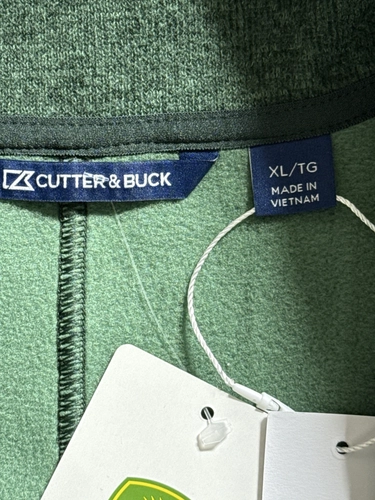 CUTTER & BUCK
XL/TG
MADE IN
VIETNAM